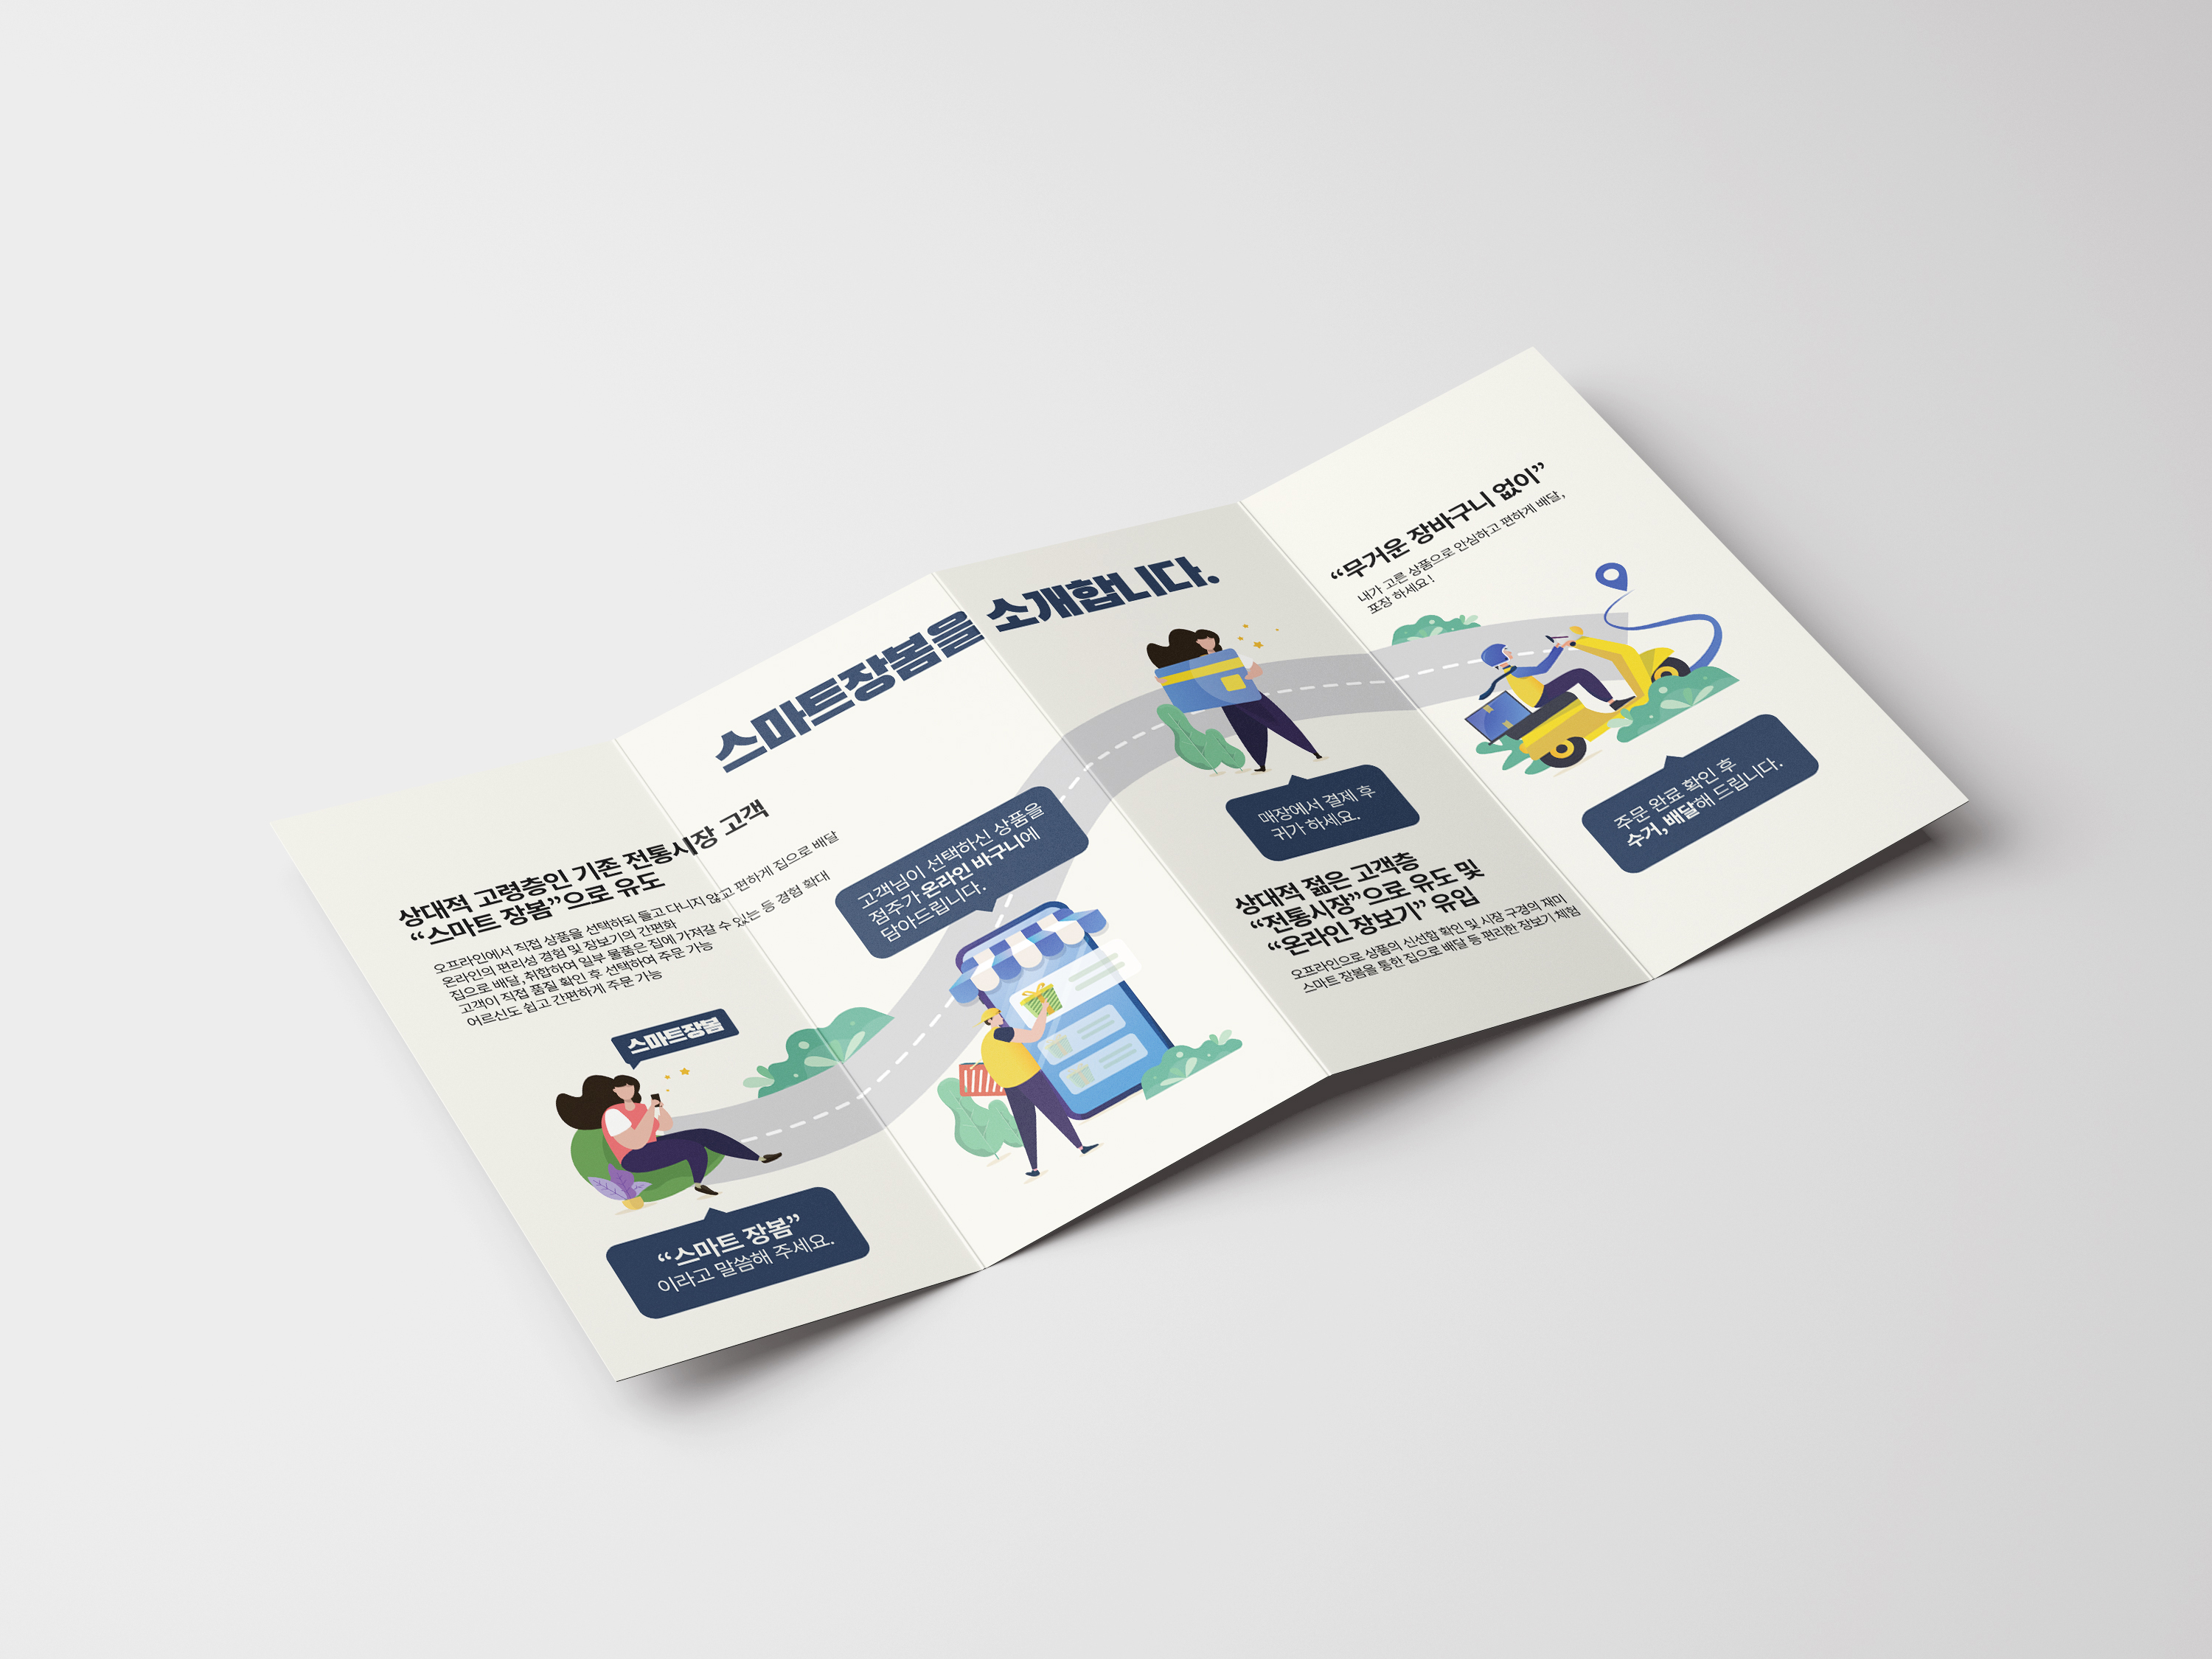 스마트장봄을 소개합니다.
상대적 고령층인 기존 전통시장 고객
“스마트 장봄”으로 유도
오프라인에서 직접 상품을 선택하되 들고 다니지 않고 편하게 집으로 배달
온라인의 편리성 경험 및 장보기의 간편화
집으로 배달,취합하여 일부 물품은 집에 가져갈 수 있는 등 경험 확대
고객이 직접 품질 확인 후 선택하여 주문 가능
어르신도 쉽고 간편하게 주문 가능
스마트장봄
“스마트 장봄”
이라고 말씀해 주세요.
고객님이 선택하신 상품을
점주가 온라인 바구니에
담아드립니다.
매장에서 결제 후
귀가 하세요.
상대적 젊은 고객층
“전통시장”으로 유도 및
“온라인 장보기” 유입
오프라인으로 상품의 신선함 확인 및 시장 구경의 재미
스마트 장봄을 통한 집으로 배달 등 편리한 장보기 체험
“무거운 장바구니 없이”
내가 고른 상품으로 안심하고 편하게 배달,
포장 하세요!
주문 완료 확인 후
수거,배달해 드립니다.